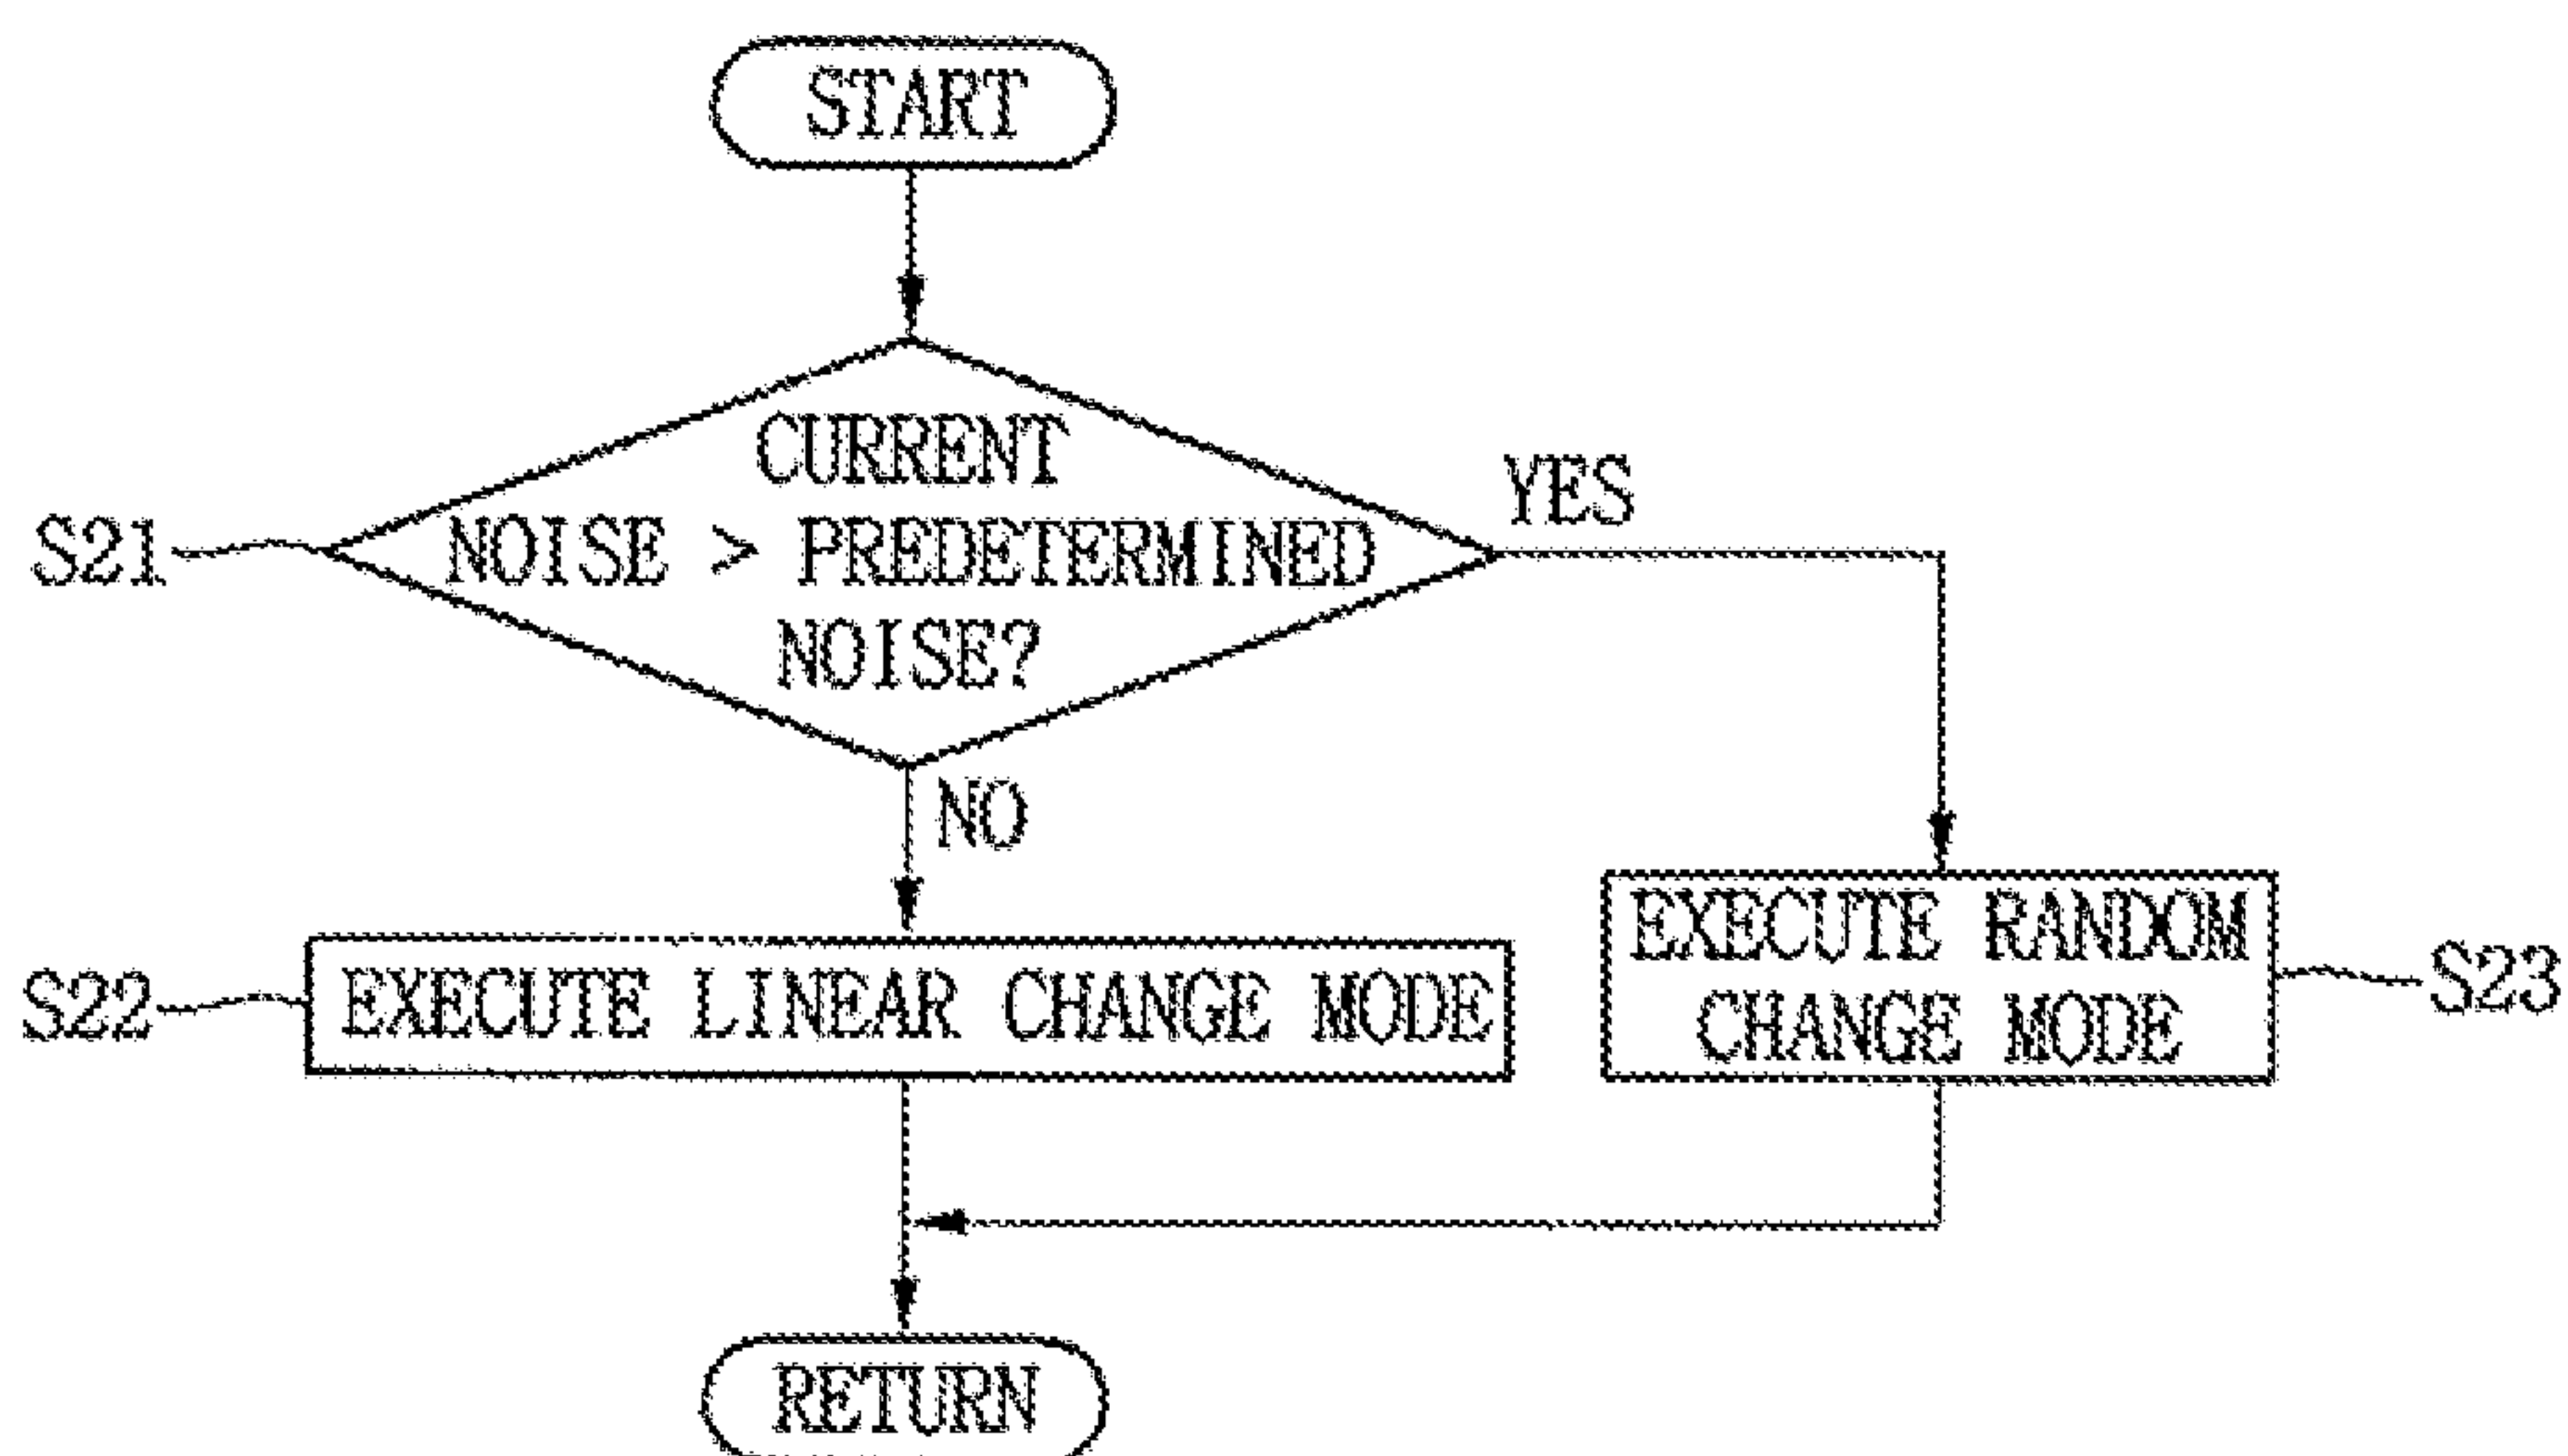 START
CURRENT
NOISE > PREDETERMINED
NOISE?
S21
YES
NO
S22
EXECUTE LINEAR CHANGE MODE
EXECUTE RANDOM
CHANGE MODE
S23
RETURN